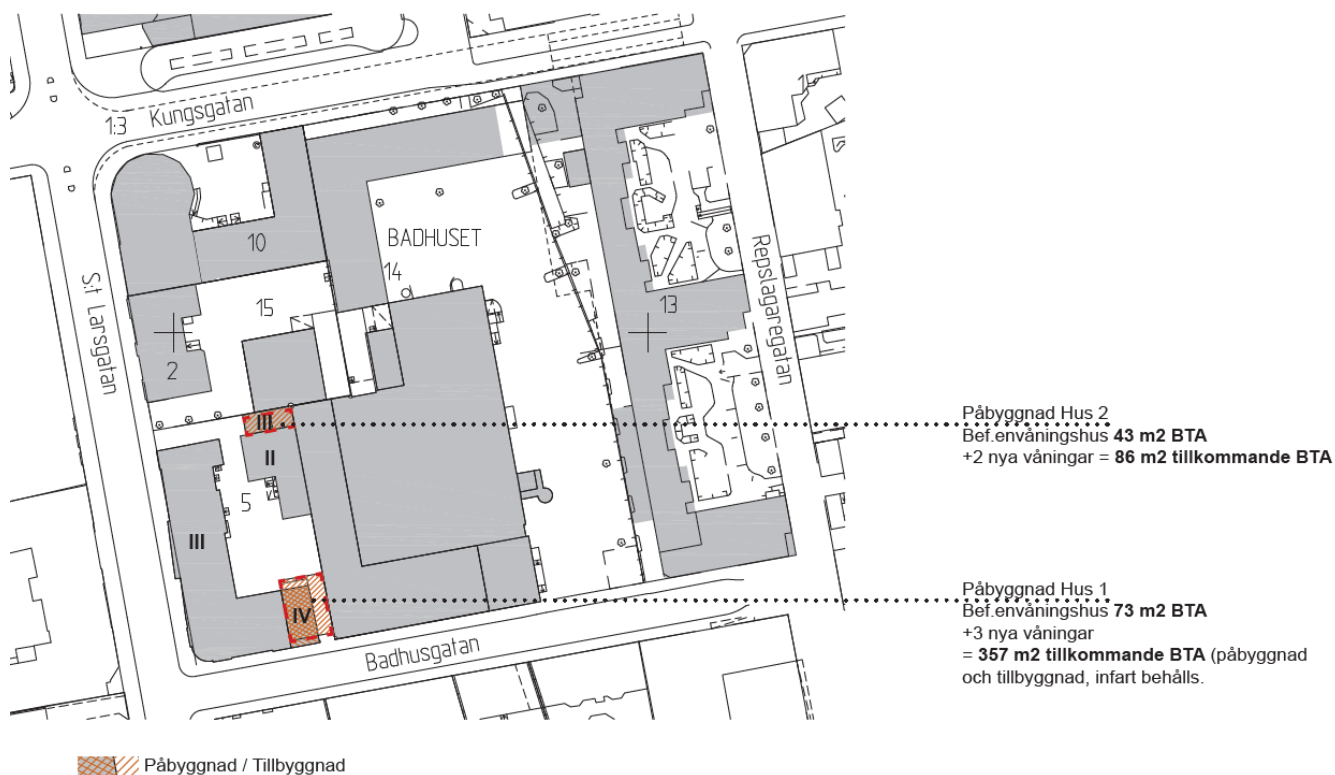 1:3 Kungsgatan
1
10
BADHUSET
14
15
13
S:t Larsgatan
Repslagaregatan
2
III
II
5
III
IV
Badhusgatan
Påbyggnad Hus 2
Bef.envåningshus 43 m2 BTA
+2 nya våningar = 86 m2 tillkommande BTA
Påbyggnad Hus 1
Bef.envåningshus 73 m2 BTA
+3 nya våningar
= 357 m2 tillkommande BTA (påbyggnad
och tillbyggnad, infart behålls.
Påbyggnad / Tillbyggnad